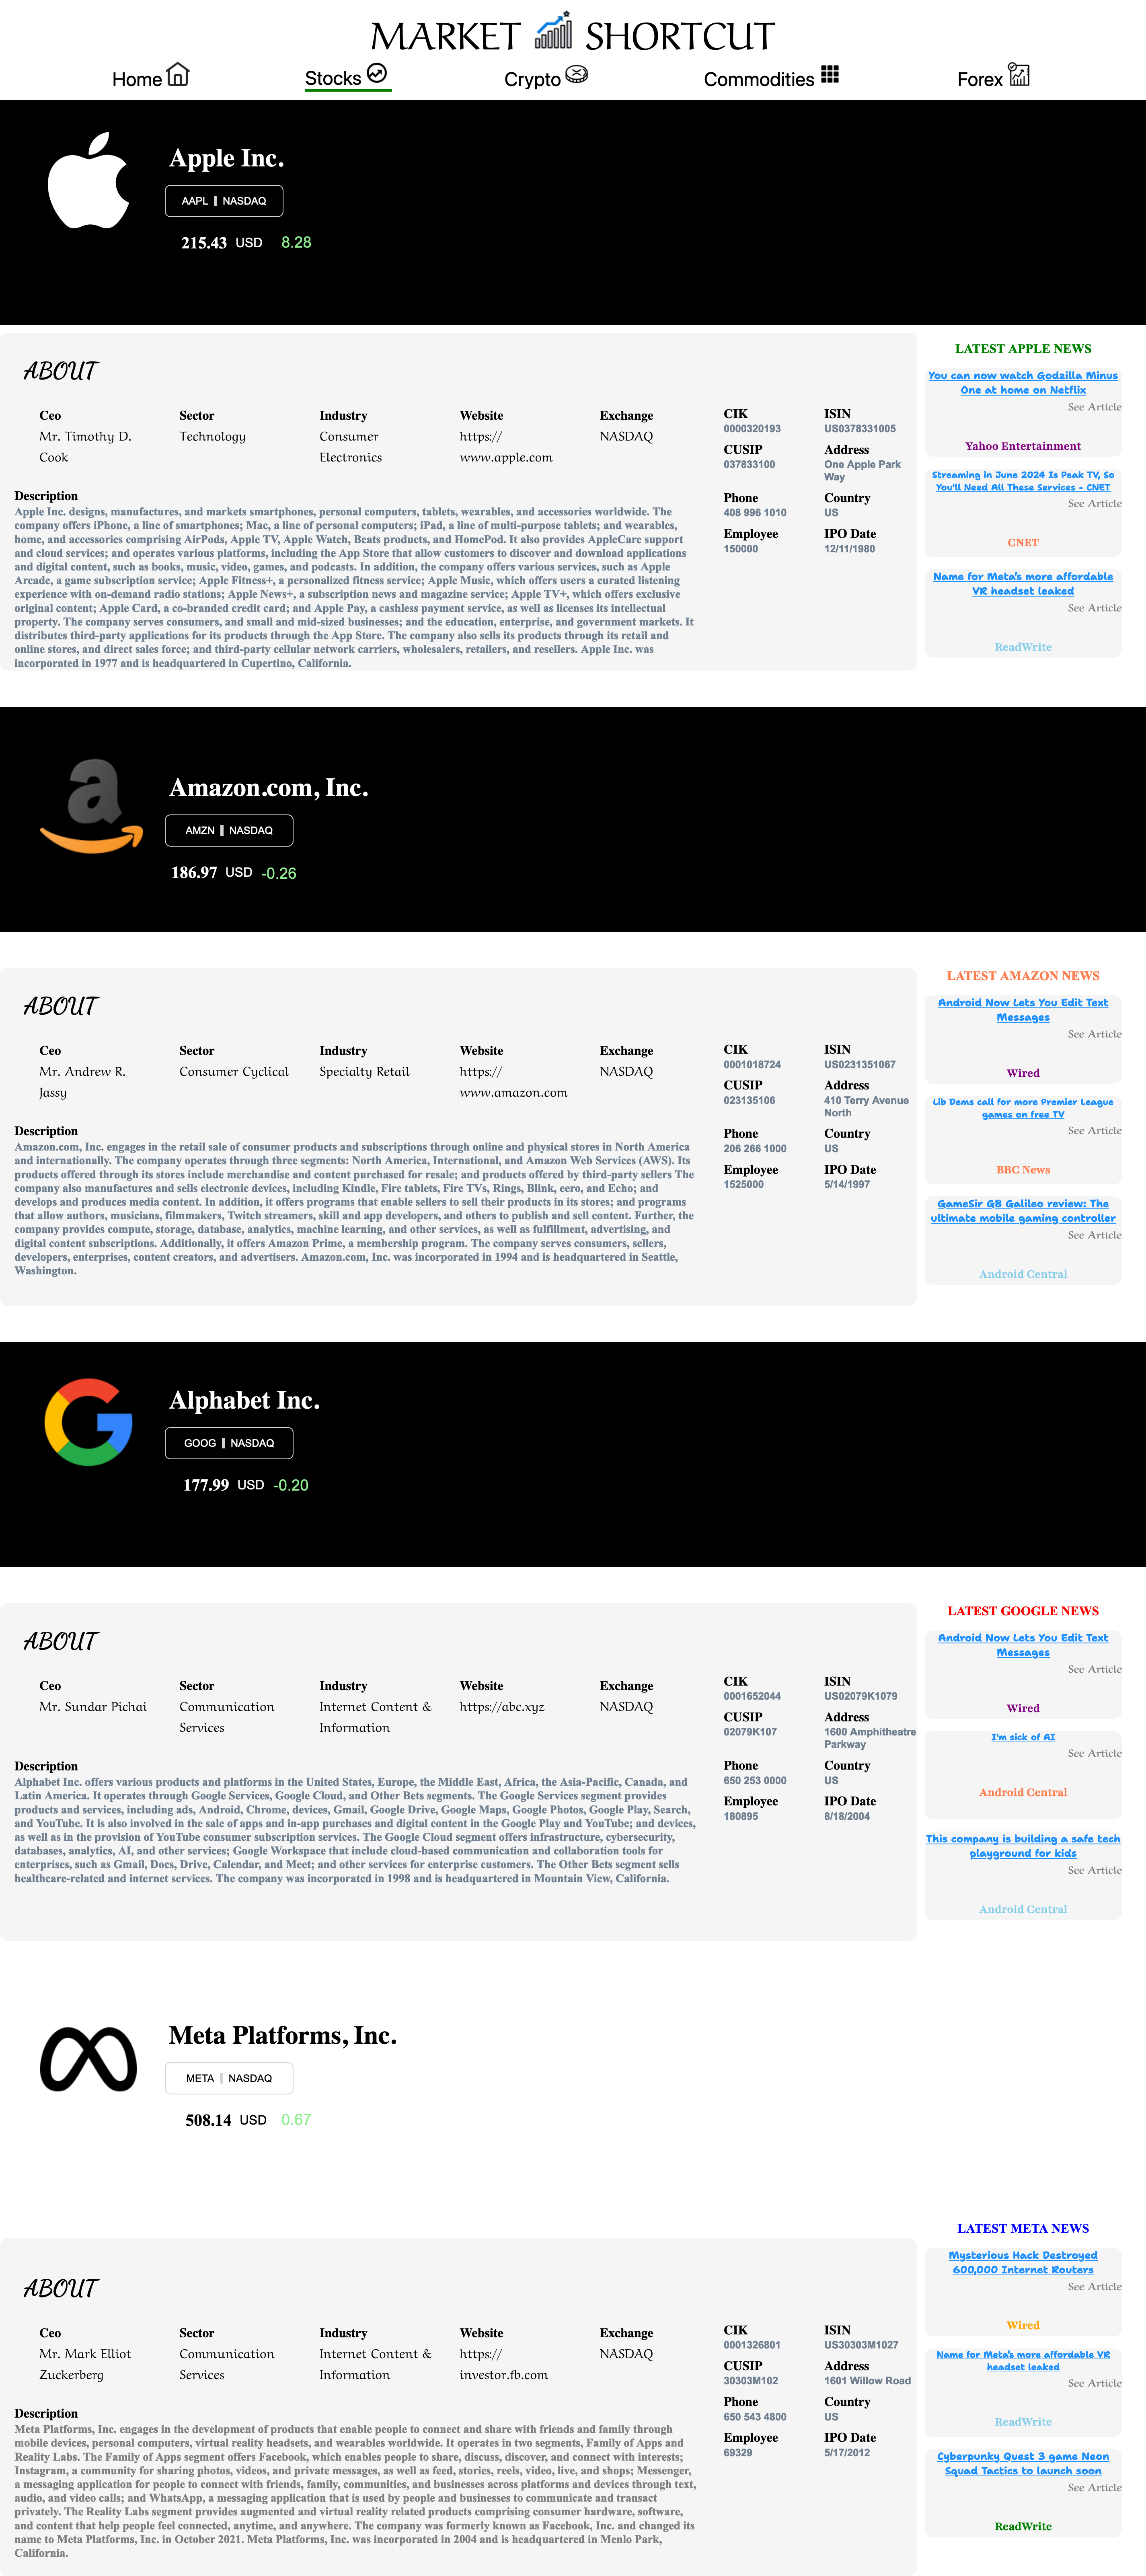 MARKET SHORTCUT
Home
Stocks
Crypto
Commodities
Forex
Apple Inc.
AAPL || NASDAQ
215.43 USD 8.28
ABOUT
Ceo
Mr. Timothy D.
Cook
Sector
Technology
Industry
Consumer
Electronics
Website
https://
www.apple.com
Exchange
NASDAQ
Description
Apple Inc. designs, manufactures, and markets smartphones, personal computers, tablets, wearables, and accessories worldwide. The
company offers iPhone, a line of smartphones; Mac, a line of personal computers; iPad, a line of multi-purpose tablets; and wearables,
home, and accessories comprising AirPods, Apple TV, Apple Watch, Beats products, and HomePod. It also provides AppleCare support
and cloud services; and operates various platforms, including the App Store that allow customers to discover and download applications
and digital content, such as books, music, video, games, and podcasts. In addition, the company offers various services, such as Apple
Arcade, a game subscription service; Apple Fitness+, a personalized fitness service; Apple Music, which offers users a curated listening
experience with on-demand radio stations; Apple News+, a subscription news and magazine service; Apple TV+, which offers exclusive
original content; Apple Card, a co-branded credit card; and Apple Pay, a cashless payment service, as well as licenses its intellectual
property. The company serves consumers, and small and mid-sized businesses; and the education, enterprise, and government markets. It
distributes third-party applications for its products through the App Store. The company also sells its products through its retail and
online stores, and direct sales force; and third-party cellular network carriers, wholesalers, retailers, and resellers. Apple Inc. was
incorporated in 1977 and is headquartered in Cupertino, California.
CIK
0000320193
ISIN
US0378331005
CUSIP
037833100
Address
One Apple Park
Way
Phone
408 996 1010
Country
US
Employee
150000
IPO Date
12/11/1980
LATEST APPLE NEWS
You can now watch Godzilla Minus
One at home on Netflix
See Article
Yahoo Entertainment
Streaming in June 2024 Is Peak TV, So
You'll Need All These Services - CNET
See Article
CNET
Name for Meta's more affordable
VR headset leaked
See Article
ReadWrite
Amazon.com, Inc.
AMZN || NASDAQ
186.97 USD -0.26
ABOUT
Ceo
Mr. Andrew R.
Jassy
Sector
Consumer Cyclical
Industry
Specialty Retail
Website
https://
www.amazon.com
Exchange
NASDAQ
Description
Amazon.com, Inc. engages in the retail sale of consumer products and subscriptions through online and physical stores in North America
and internationally. The company operates through three segments: North America, International, and Amazon Web Services (AWS). Its
products offered through its stores include merchandise and content purchased for resale; and products offered by third-party sellers The
company also manufactures and sells electronic devices, including Kindle, Fire tablets, Fire TVs, Rings, Blink, eero, and Echo; and
develops and produces media content. In addition, it offers programs that enable sellers to sell their products in its stores; and programs
that allow authors, musicians, filmmakers, Twitch streamers, skill and app developers, and others to publish and sell content. Further, the
company provides compute, storage, database, analytics, machine learning, and other services, as well as fulfillment, advertising, and
digital content subscriptions. Additionally, it offers Amazon Prime, a membership program. The company serves consumers, sellers,
developers, enterprises, content creators, and advertisers. Amazon.com, Inc. was incorporated in 1994 and is headquartered in Seattle,
Washington.
CIK
0001018724
ISIN
US0231351067
CUSIP
023135106
Address
410 Terry Avenue
North
Phone
206 266 1000
Country
US
Employee
1525000
IPO Date
5/14/1997
LATEST AMAZON NEWS
Android Now Lets You Edit Text
Messages
See Article
Wired
Lib Dems call for more Premier League
games on free TV
See Article
BBC News
GameSir G8 Galileo review: The
ultimate mobile gaming controller
See Article
Android Central
Alphabet Inc.
GOOG || NASDAQ
177.99 USD -0.20
ABOUT
Ceo
Mr. Sundar Pichai
Sector
Communication
Services
Industry
Internet Content &
Information
Website
https://abc.xyz
Exchange
NASDAQ
Description
Alphabet Inc. offers various products and platforms in the United States, Europe, the Middle East, Africa, the Asia-Pacific, Canada, and
Latin America. It operates through Google Services, Google Cloud, and Other Bets segments. The Google Services segment provides
products and services, including ads, Android, Chrome, devices, Gmail, Google Drive, Google Maps, Google Photos, Google Play, Search,
and YouTube. It is also involved in the sale of apps and in-app purchases and digital content in the Google Play and YouTube; and devices,
as well as in the provision of YouTube consumer subscription services. The Google Cloud segment offers infrastructure, cybersecurity,
databases, analytics, AI, and other services; Google Workspace that include cloud-based communication and collaboration tools for
enterprises, such as Gmail, Docs, Drive, Calendar, and Meet; and other services for enterprise customers. The Other Bets segment sells
healthcare-related and internet services. The company was incorporated in 1998 and is headquartered in Mountain View, California.
CIK
0001652044
ISIN
US02079K1079
CUSIP
02079K107
Address
1600 Amphitheatre
Parkway
Phone
650 253 0000
Country
US
Employee
180895
IPO Date
8/18/2004
LATEST GOOGLE NEWS
Android Now Lets You Edit Text
Messages
See Article
Wired
I'm sick of AI
See Article
Android Central
This company is building a safe tech
playground for kids
See Article
Android Central
Meta Platforms, Inc.
META || NASDAQ
508.14 USD 0.67
ABOUT
Ceo
Mr. Mark Elliot
Zuckerberg
Sector
Communication
Services
Industry
Internet Content &
Information
Website
https://
investor.fb.com
Exchange
NASDAQ
Description
Meta Platforms, Inc. engages in the development of products that enable people to connect and share with friends and family through
mobile devices, personal computers, virtual reality headsets, and wearables worldwide. It operates in two segments, Family of Apps and
Reality Labs. The Family of Apps segment offers Facebook, which enables people to share, discuss, discover, and connect with interests;
Instagram, a community for sharing photos, videos, and private messages, as well as feed, stories, reels, video, live, and shops; Messenger,
a messaging application for people to connect with friends, family, communities, and businesses across platforms and devices through text,
audio, and video calls; and WhatsApp, a messaging application that is used by people and businesses to communicate and transact
privately. The Reality Labs segment provides augmented and virtual reality related products comprising consumer hardware, software,
and content that help people feel connected, anytime, and anywhere. The company was formerly known as Facebook, Inc. and changed its
name to Meta Platforms, Inc. in October 2021. Meta Platforms, Inc. was incorporated in 2004 and is headquartered in Menlo Park,
California.
CIK
0001326801
ISIN
US30303M1027
CUSIP
30303M102
Address
1601 Willow Road
Phone
650 543 4800
Country
US
Employee
69329
IPO Date
5/17/2012
LATEST META NEWS
Mysterious Hack Destroyed
600,000 Internet Routers
See Article
Wired
Name for Meta's more affordable VR
headset leaked
See Article
ReadWrite
Cyberpunky Quest 3 game Neon
Squad Tactics to launch soon
See Article
ReadWrite